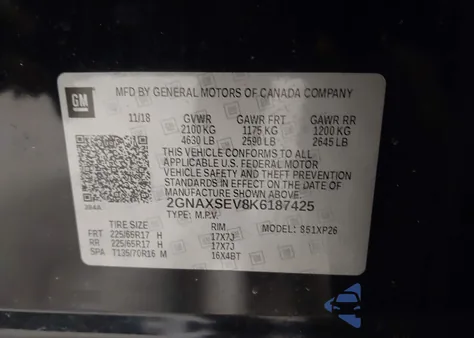 GM
MFD BY GENERAL MOTORS OF CANADA COMPANY
11/18 GVWR GAWR FRT. GAWR RR
2100 KG 1175 KG 1200 KG
4630 LB 2590 LB 2645 LB
THIS VEHICLE CONFORMS TO ALL
APPLICABLE U.S. FEDERAL MOTOR
VEHICLE SAFETY AND THEFT PREVENTION
STANDARDS IN EFFECT ON THE DATE OF
MANUFACTURE SHOWN ABOVE.
2GNAXSEV8K6187425
TYPE: M.P.V. MODEL: 1XP26
TIRE SIZE RIM
FRT 225/65R17 H 17X7J
RR 225/65R17 H 17X7J
SPA T135/70R16 M 16X4BT